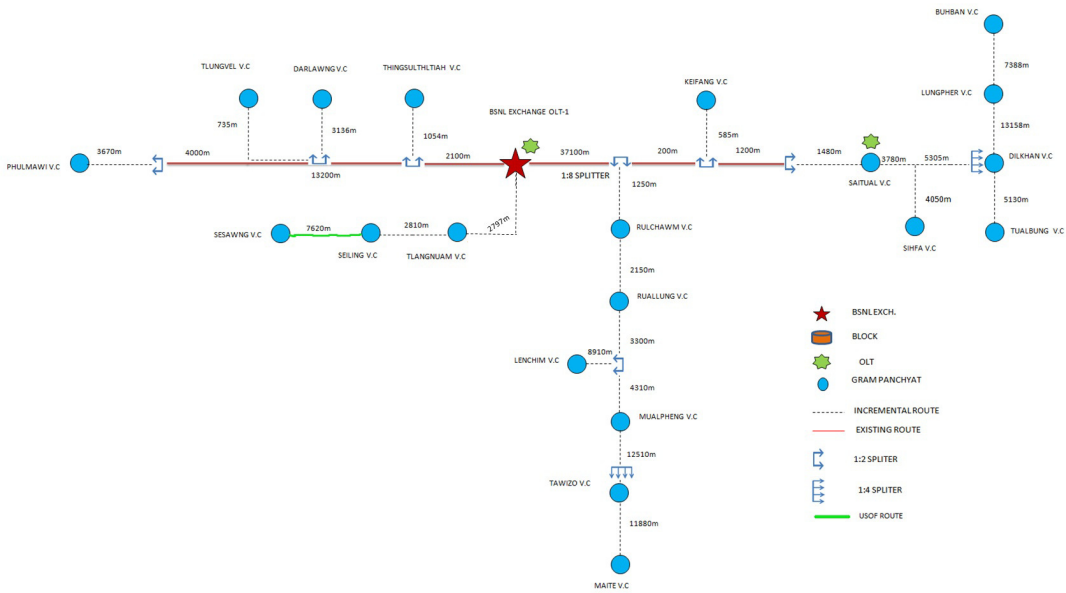 BUHBAN V.C
7388m
TLUNGVEL V.C
DARLAWNG V.C
THINGSULTHLTIAH V.C
KEIFANG V.C
LUNGPHER V.C
BSNL EXCHANGE OLT-1
735m
3136m
1054m
585m
13158m
PHULMAWI V.C
3670m
4000m
13200m
2100m
37100m
1:8 SPLITTER
200m
1200m
1480m
SAITUAL V.C
3780m
5305m
DILKHAN V.C
1250m
4050m
5130m
SESAWNG V.C
7620m
SEILING V.C
2810m
TLANGNUAM V.C
2797m
RULCHAWM V.C
SIHFA V.C
TUALBUNG V.C
2150m
RUALLUNG V.C
3300m
LENCHIM V.C
8910m
4310m
MUALPHENG V.C
12510m
TAWIZO V.C
11880m
MAITE V.C
BSNL EXCH.
BLOCK
OLT
GRAM PANCHYAT
INCREMENTAL ROUTE
EXISTING ROUTE
1:2 SPLITER
1:4 SPLITER
USOF ROUTE